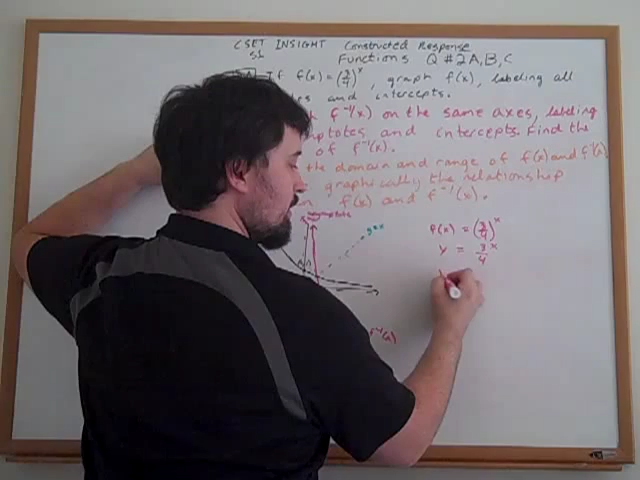 CSET INSIGHT Constructed Response
S1 Functions Q #2 A, B, C
If f(x) = (3/4)^x, graph f(x), labeling all
and intercepts.
f⁻¹(x) on the same axes, labeling
and intercepts. Find the
of f⁻¹(x).
the domain and range of f(x) and f⁻¹(x)
graphically the relationship
f(x) and f⁻¹(x).
f(x) = (3/4)^x
y = 3/4^x
y=x
f⁻¹(x)